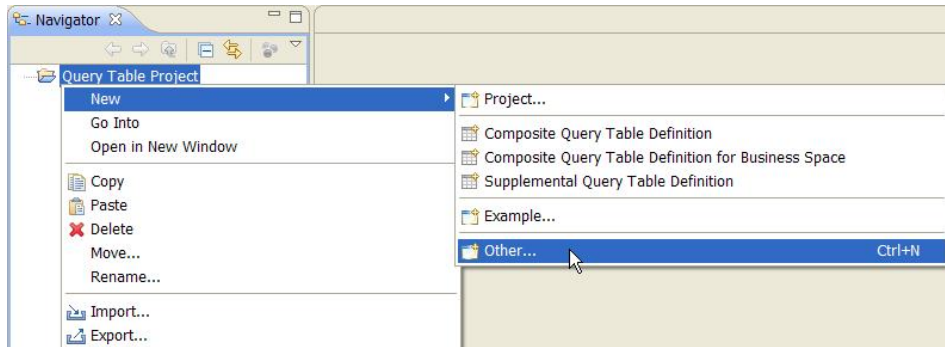 Navigator
Query Table Project
New
Go Into
Open in New Window
Copy
Paste
Delete
Move...
Rename...
Import...
Export...
Project...
Composite Query Table Definition
Composite Query Table Definition for Business Space
Supplemental Query Table Definition
Example...
Other... Ctrl+N